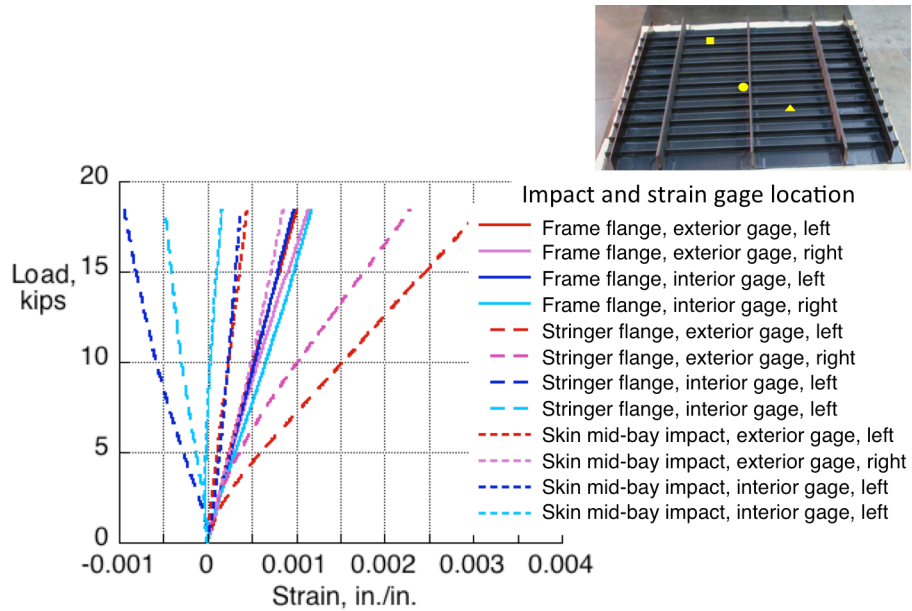 20
15
10
5
0
Load,
kips
-0.001
0
0.001
0.002
0.003
0.004
Strain, in./in.
Impact and strain gage location
Frame flange, exterior gage, left
Frame flange, exterior gage, right
Frame flange, interior gage, left
Frame flange, interior gage, right
Stringer flange, exterior gage, left
Stringer flange, exterior gage, right
Stringer flange, interior gage, left
Stringer flange, interior gage, left
Skin mid-bay impact, exterior gage, left
Skin mid-bay impact, exterior gage, right
Skin mid-bay impact, interior gage, left
Skin mid-bay impact, interior gage, left